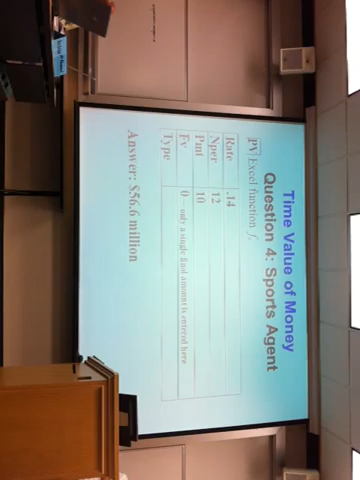 Time Value of Money
Question 4: Sports Agent
PV Excel function
Rate .14
Nper 12
Pmt 10
Fv 0 – only a single final amount is entered here
Type
Answer: $56.6 million